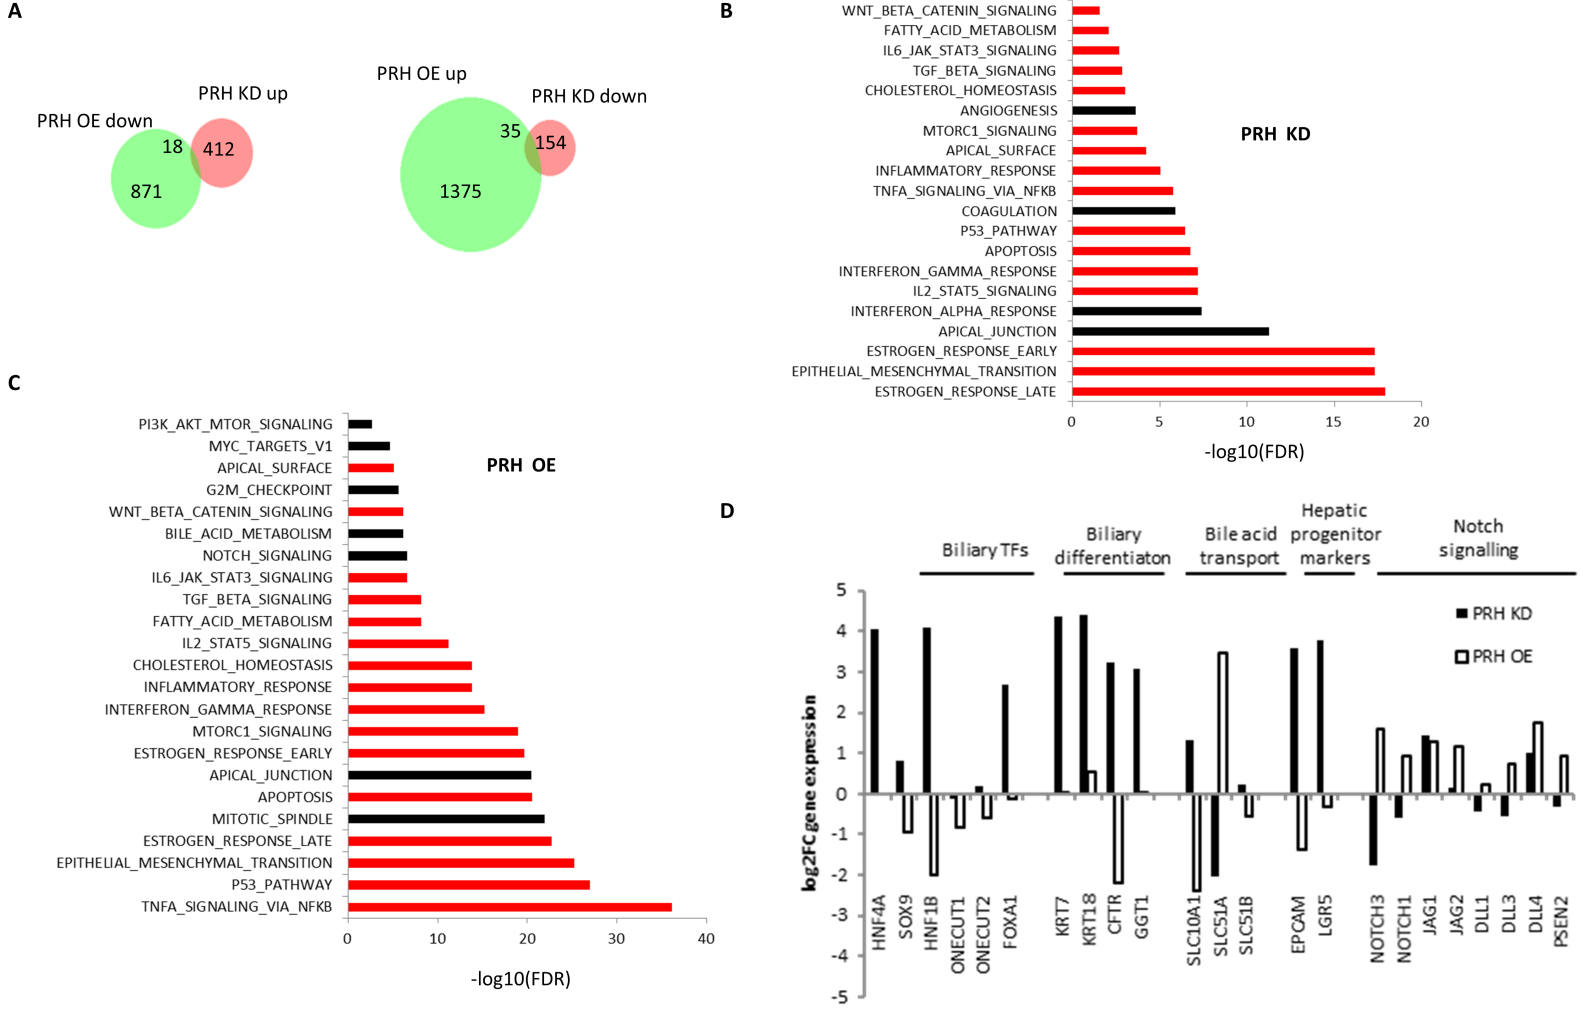 A
PRH OE down
PRH KD up
18
412
871
PRH OE up
PRH KD down
35
154
1375
B
WNT_BETA_CATENIN_SIGNALING
FATTY_ACID_METABOLISM
IL6_JAK_STAT3_SIGNALING
TGF_BETA_SIGNALING
CHOLESTEROL_HOMEOSTASIS
ANGIOGENESIS
MTORC1_SIGNALING
APICAL_SURFACE
INFLAMMATORY_RESPONSE
TNFA_SIGNALING_VIA_NFKB
COAGULATION
P53_PATHWAY
APOPTOSIS
INTERFERON_GAMMA_RESPONSE
IL2_STAT5_SIGNALING
INTERFERON_ALPHA_RESPONSE
APICAL_JUNCTION
ESTROGEN_RESPONSE_EARLY
EPITHELIAL_MESENCHYMAL_TRANSITION
ESTROGEN_RESPONSE_LATE
PRH KD
0 5 10 15 20
-log10(FDR)
C
PI3K_AKT_MTOR_SIGNALING
MYC_TARGETS_V1
APICAL_SURFACE
G2M_CHECKPOINT
WNT_BETA_CATENIN_SIGNALING
BILE_ACID_METABOLISM
NOTCH_SIGNALING
IL6_JAK_STAT3_SIGNALING
TGF_BETA_SIGNALING
FATTY_ACID_METABOLISM
IL2_STAT5_SIGNALING
CHOLESTEROL_HOMEOSTASIS
INFLAMMATORY_RESPONSE
INTERFERON_GAMMA_RESPONSE
MTORC1_SIGNALING
ESTROGEN_RESPONSE_EARLY
APICAL_JUNCTION
APOPTOSIS
MITOTIC_SPINDLE
ESTROGEN_RESPONSE_LATE
EPITHELIAL_MESENCHYMAL_TRANSITION
P53_PATHWAY
TNFA_SIGNALING_VIA_NFKB
PRH OE
0 10 20 30 40
-log10(FDR)
D
Biliary TFs
Biliary
differentiaton
Bile acid
transport
Hepatic
progenitor
markers
Notch
signalling
PRH KD
PRH OE
log2FC gene expression
5
4
3
2
1
0
-1
-2
-3
-4
-5
HNF4A
SOX9
HNF1B
ONECUT1
ONECUT2
FOXA1
KRT7
KRT18
CFTR
GGT1
SLC10A1
SLC51A
SLC51B
EPCAM
LGR5
NOTCH3
NOTCH1
JAG1
JAG2
DLL1
DLL3
DLL4
PSEN2